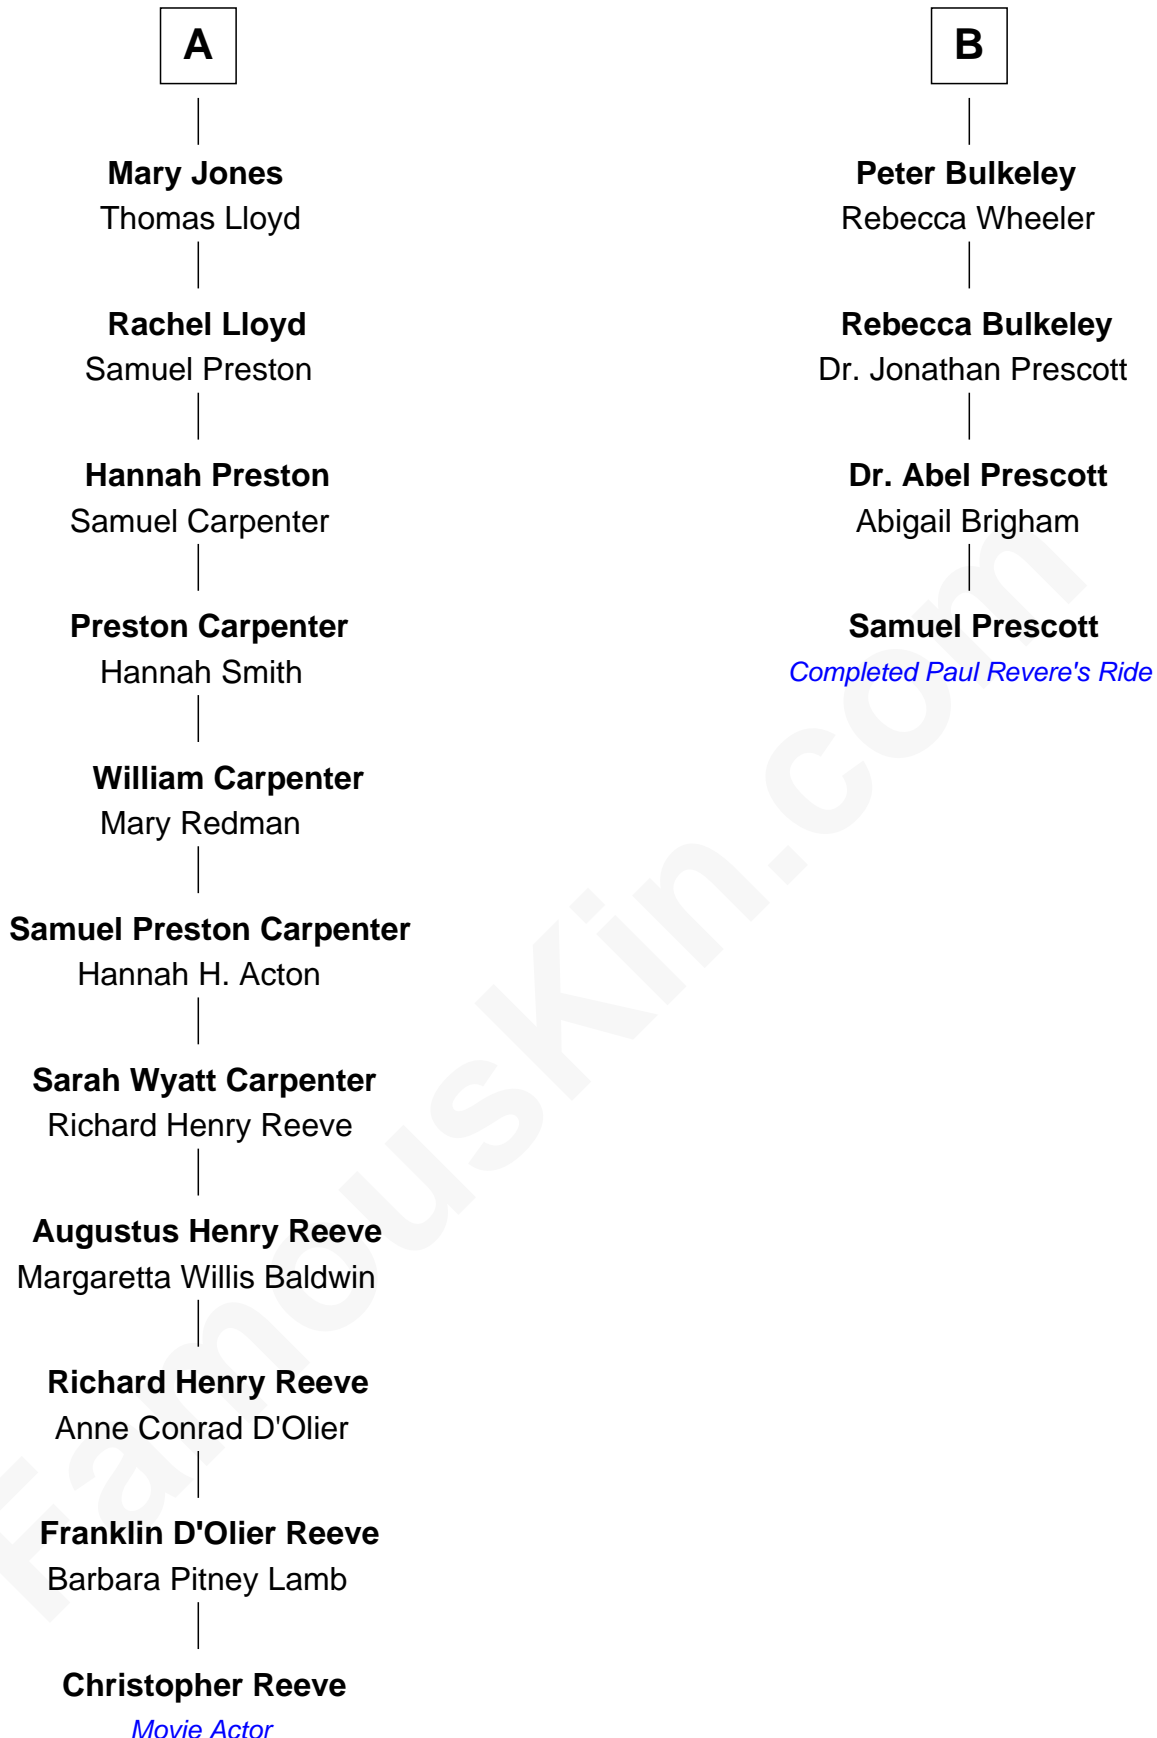 A
Mary Jones
Thomas Lloyd
Rachel Lloyd
Samuel Preston
Hannah Preston
Samuel Carpenter
Preston Carpenter
Hannah Smith
William Carpenter
Mary Redman
Samuel Preston Carpenter
Hannah H. Acton
Sarah Wyatt Carpenter
Richard Henry Reeve
Augustus Henry Reeve
Margaretta Willis Baldwin
Richard Henry Reeve
Anne Conrad D'Olier
Franklin D'Olier Reeve
Barbara Pitney Lamb
Christopher Reeve
Movie Actor
B
Peter Bulkeley
Rebecca Wheeler
Rebecca Bulkeley
Dr. Jonathan Prescott
Dr. Abel Prescott
Abigail Brigham
Samuel Prescott
Completed Paul Revere's Ride
FamousKin.com